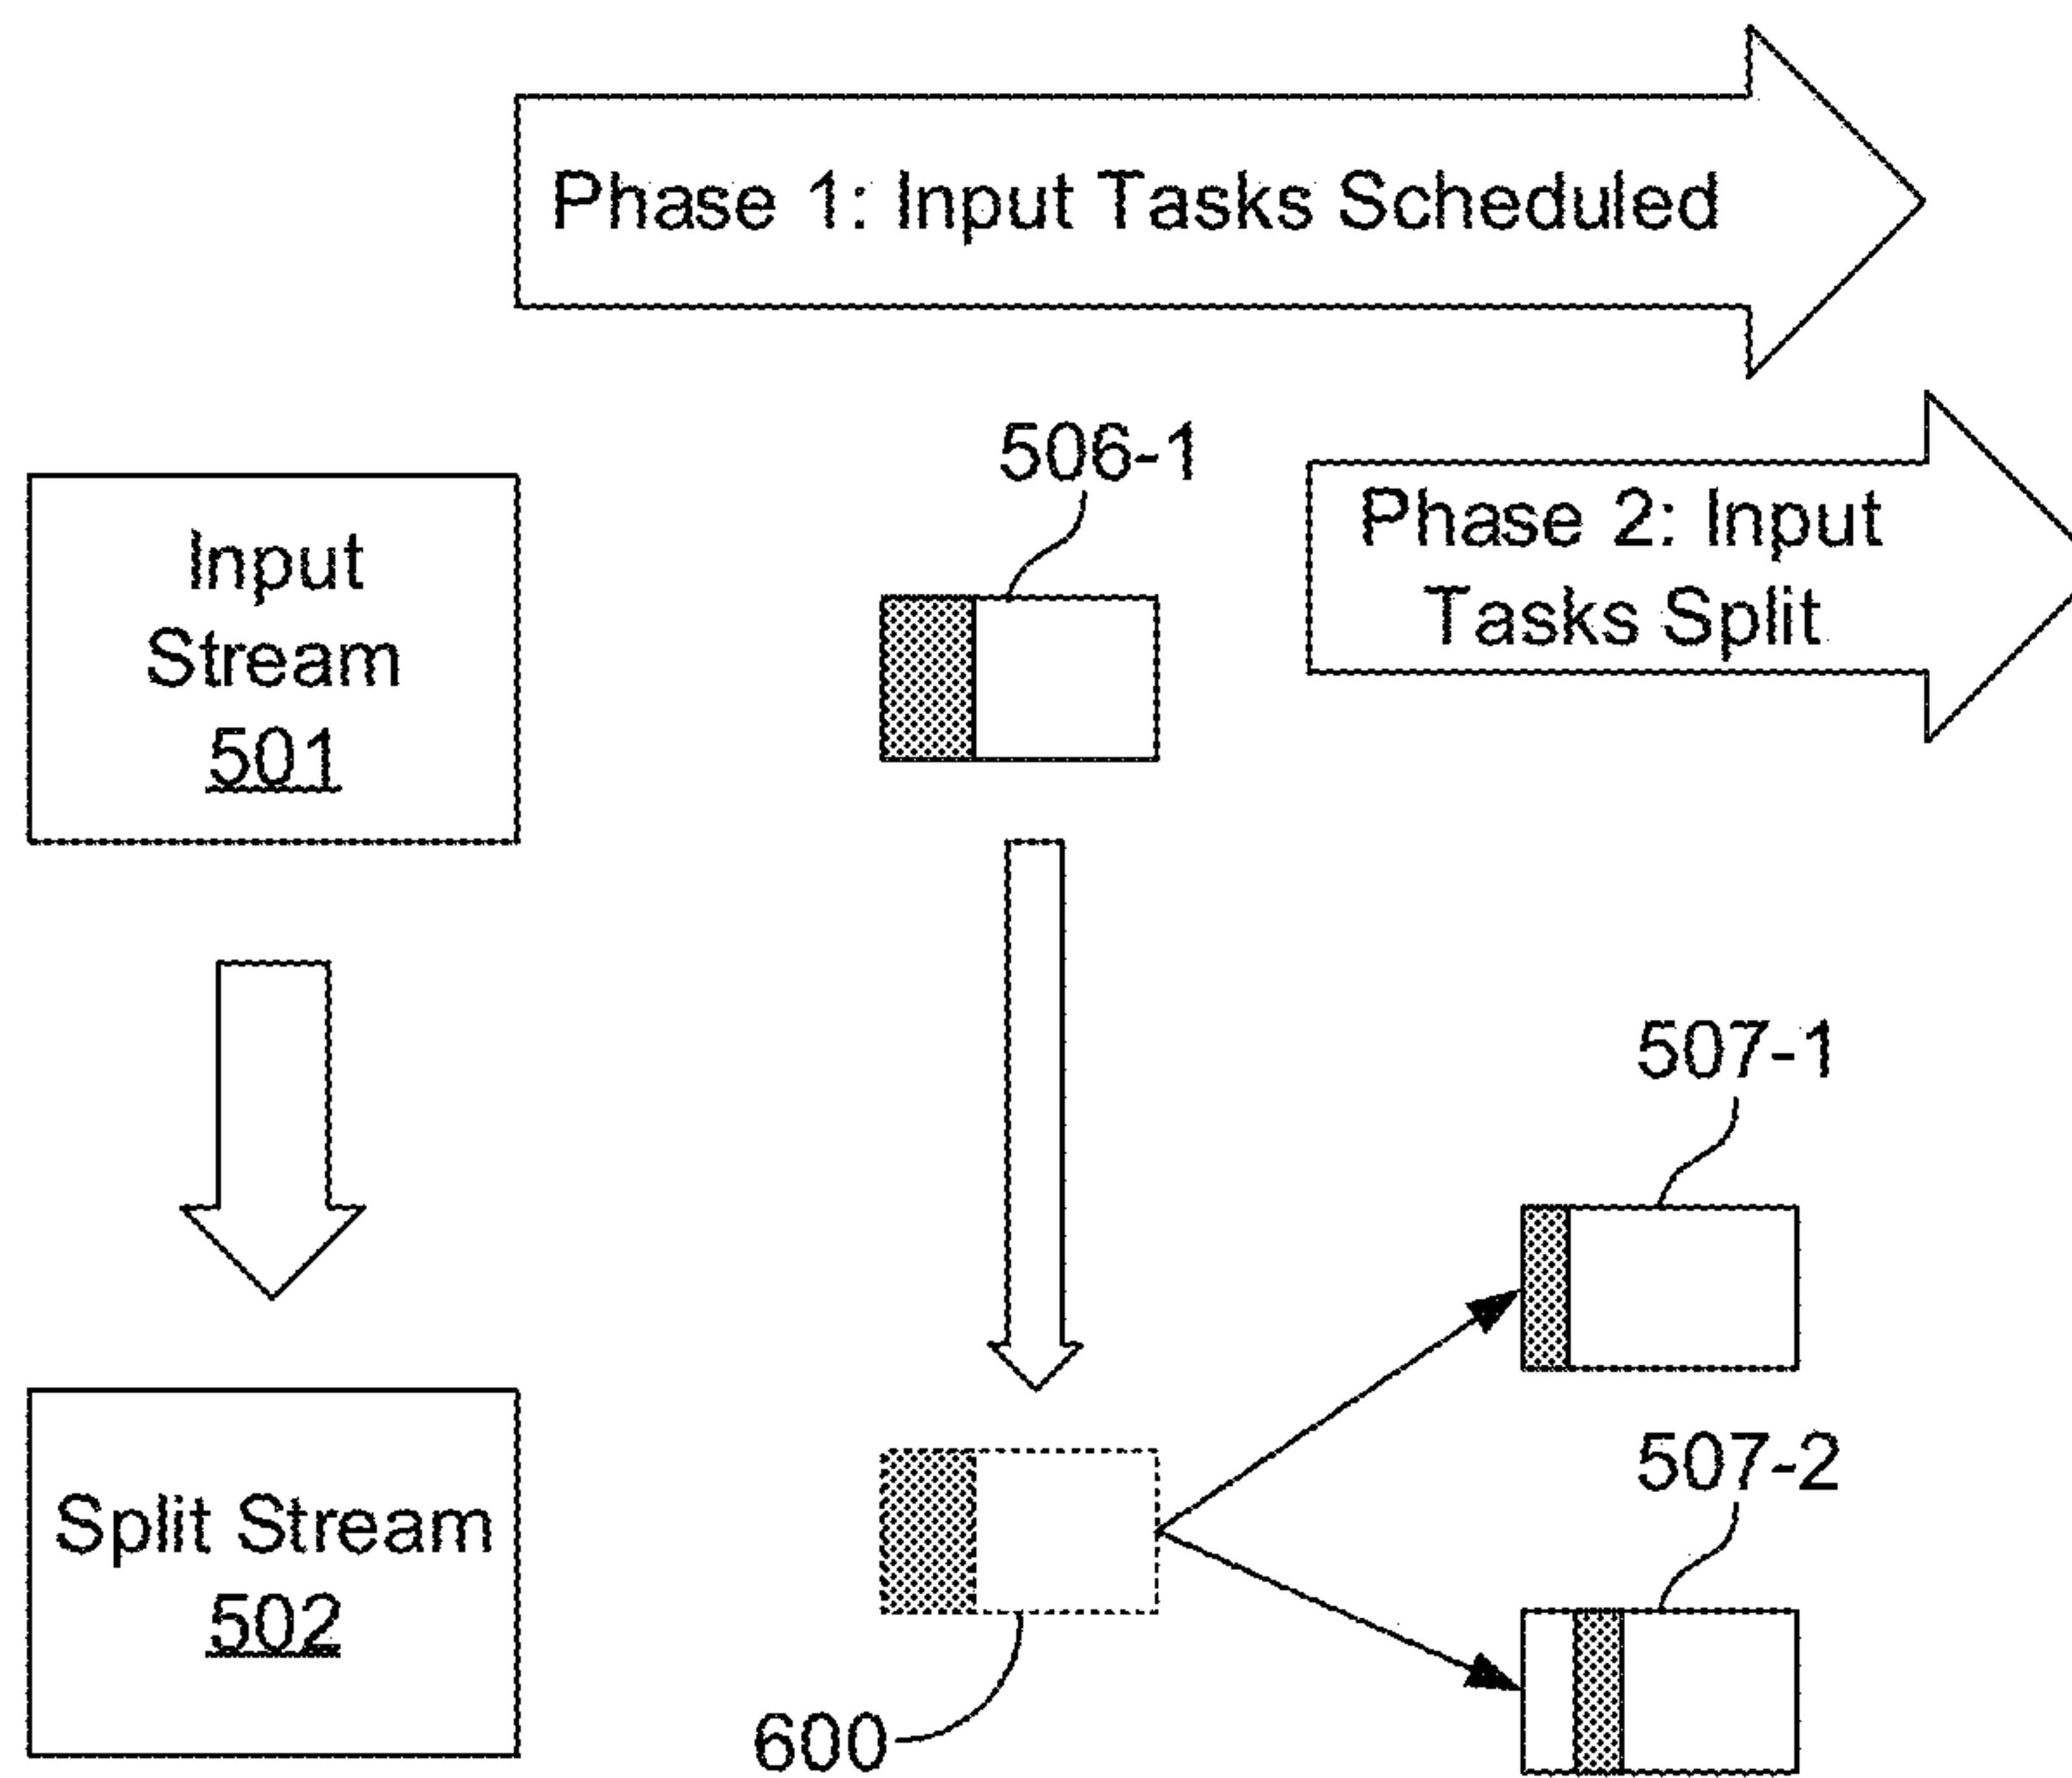 Phase 1: Input Tasks Scheduled
506-1
Phase 2: Input
Tasks Split
Input
Stream
501
507-1
507-2
Split Stream
502
600